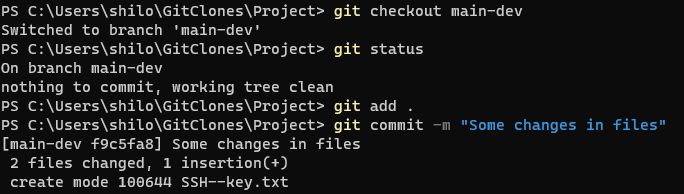 PS C:\Users\shilo\GitClones\Project> git checkout main-dev
Switched to branch 'main-dev'
PS C:\Users\shilo\GitClones\Project> git status
On branch main-dev
nothing to commit, working tree clean
PS C:\Users\shilo\GitClones\Project> git add .
PS C:\Users\shilo\GitClones\Project> git commit -m "Some changes in files"
[main-dev f9c5fa8] Some changes in files
 2 files changed, 1 insertion(+)
 create mode 100644 SSH--key.txt